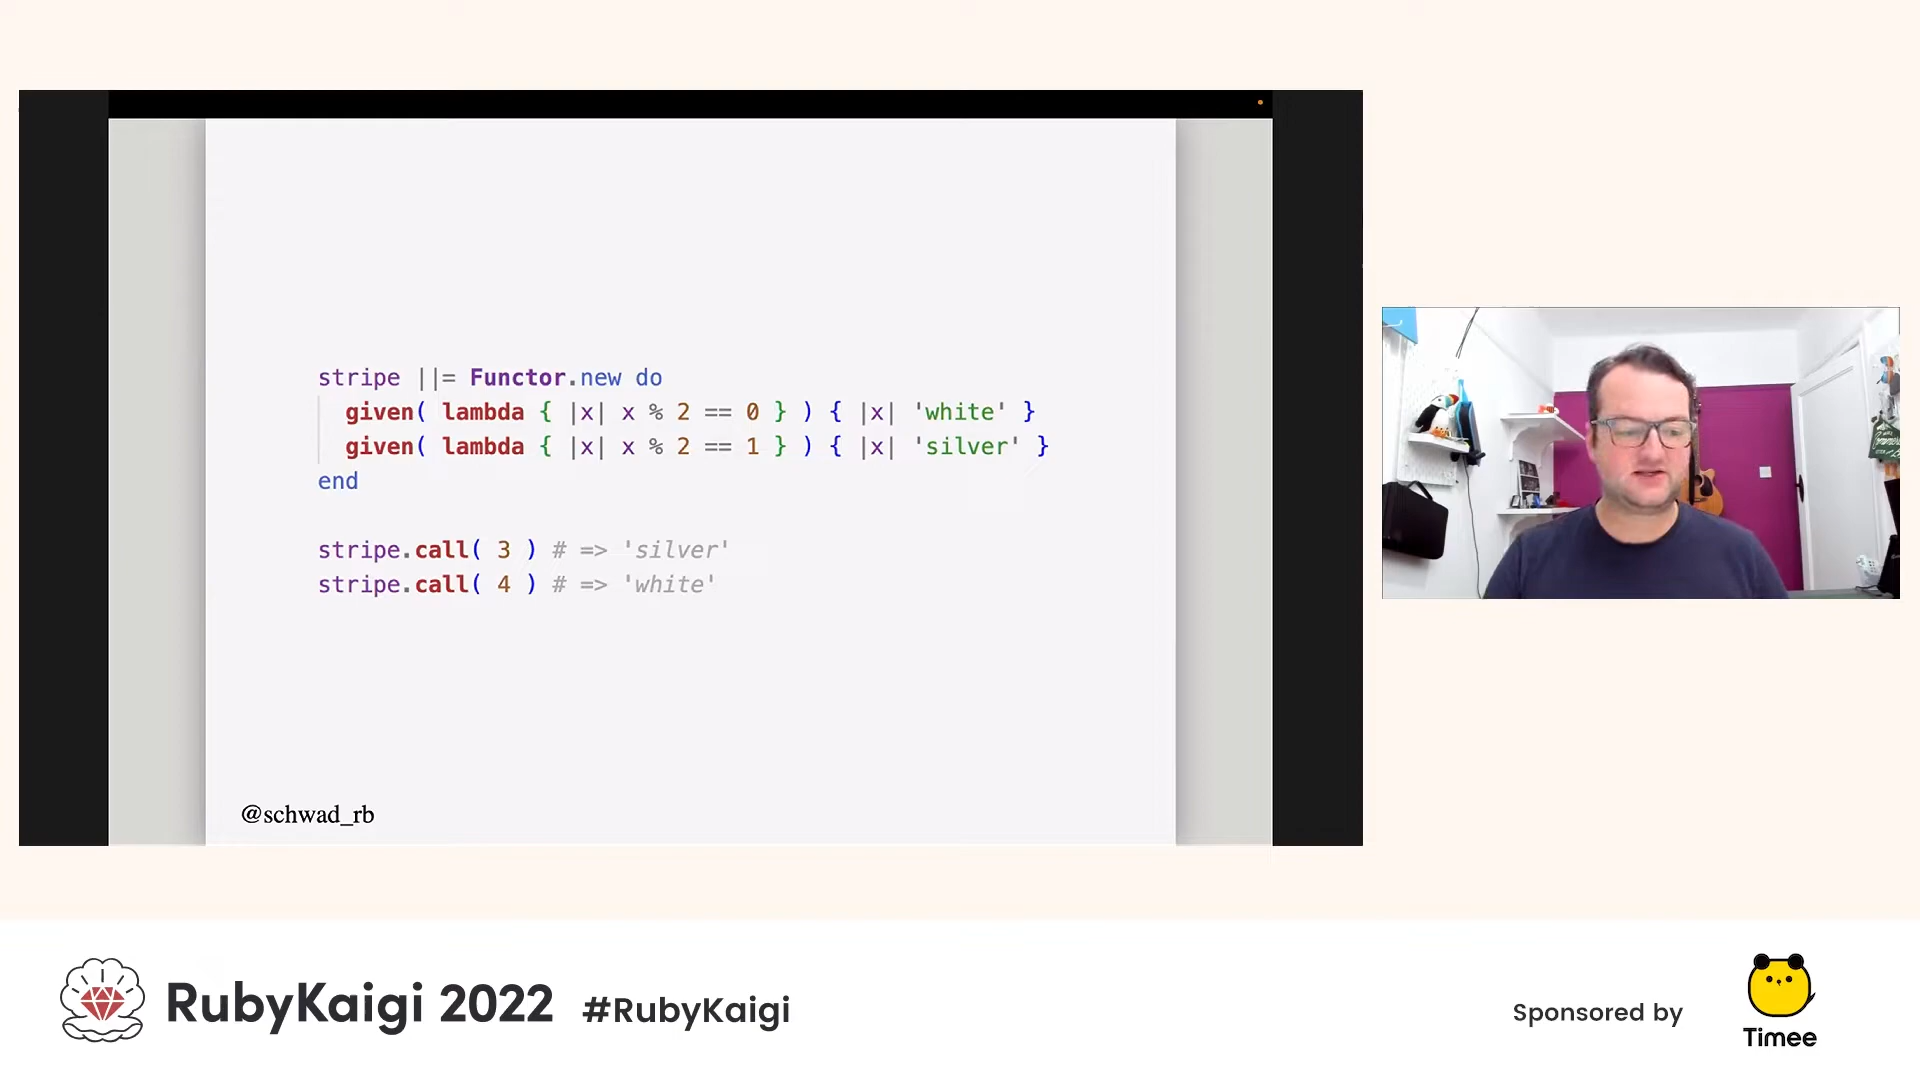 stripe ||= Functor.new do
given( lambda { |x| x % 2 == 0 } ) { |x| 'white' }
given( lambda { |x| x % 2 == 1 } ) { |x| 'silver' }
end
stripe.call( 3 ) # => 'silver'
stripe.call( 4 ) # => 'white'
@schwad_rb
RubyKaigi 2022 #RubyKaigi
Sponsored by
Timee